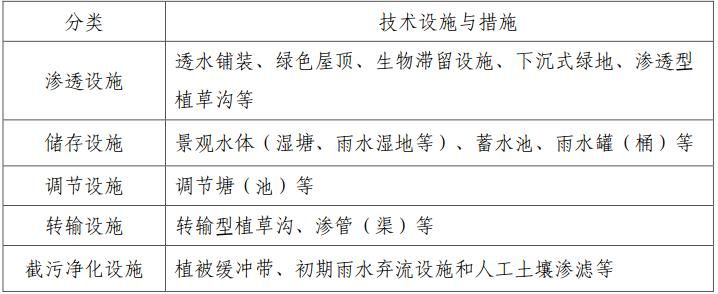 分类 技术设施与措施
渗透设施 透水铺装、绿色屋顶、生物滞留设施、下沉式绿地、渗透型
植草沟等
储存设施 景观水体（湿塘、雨水湿地等）、蓄水池、雨水罐（桶）等
调节设施 调节塘（池）等
转输设施 转输型植草沟、渗管（渠）等
截污净化设施 植被缓冲带、初期雨水弃流设施和人工土壤渗滤等